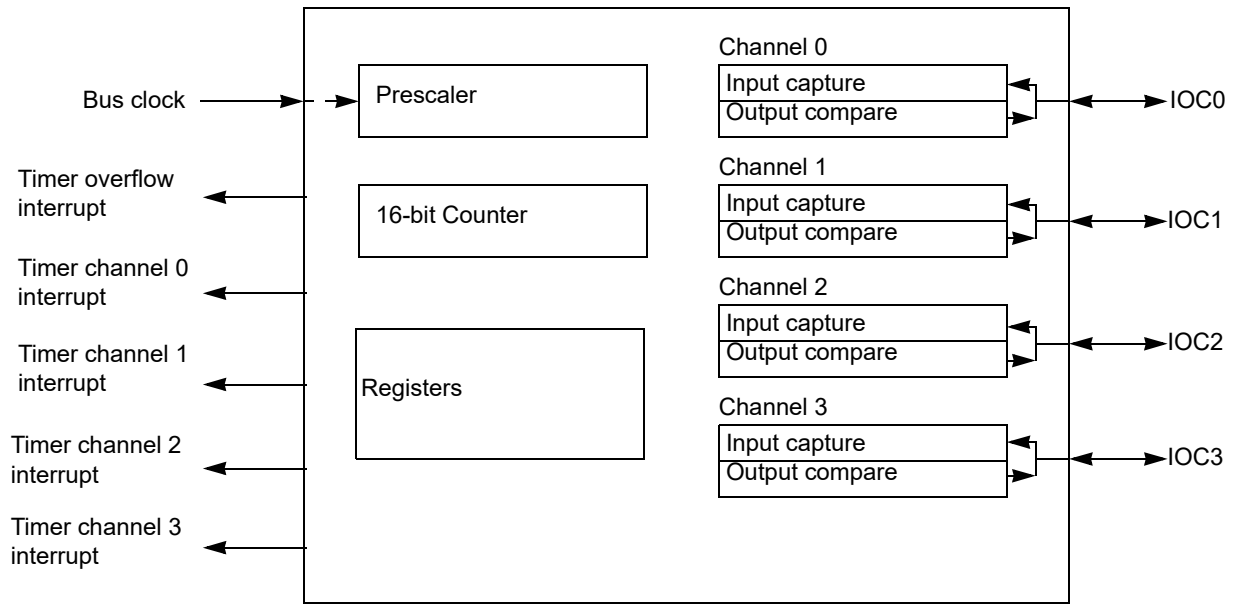 Bus clock
Timer overflow
interrupt
Timer channel 0
interrupt
Timer channel 1
interrupt
Timer channel 2
interrupt
Timer channel 3
interrupt
Prescaler
16-bit Counter
Registers
Channel 0
Input capture
Output compare
IOC0
Channel 1
Input capture
Output compare
IOC1
Channel 2
Input capture
Output compare
IOC2
Channel 3
Input capture
Output compare
IOC3